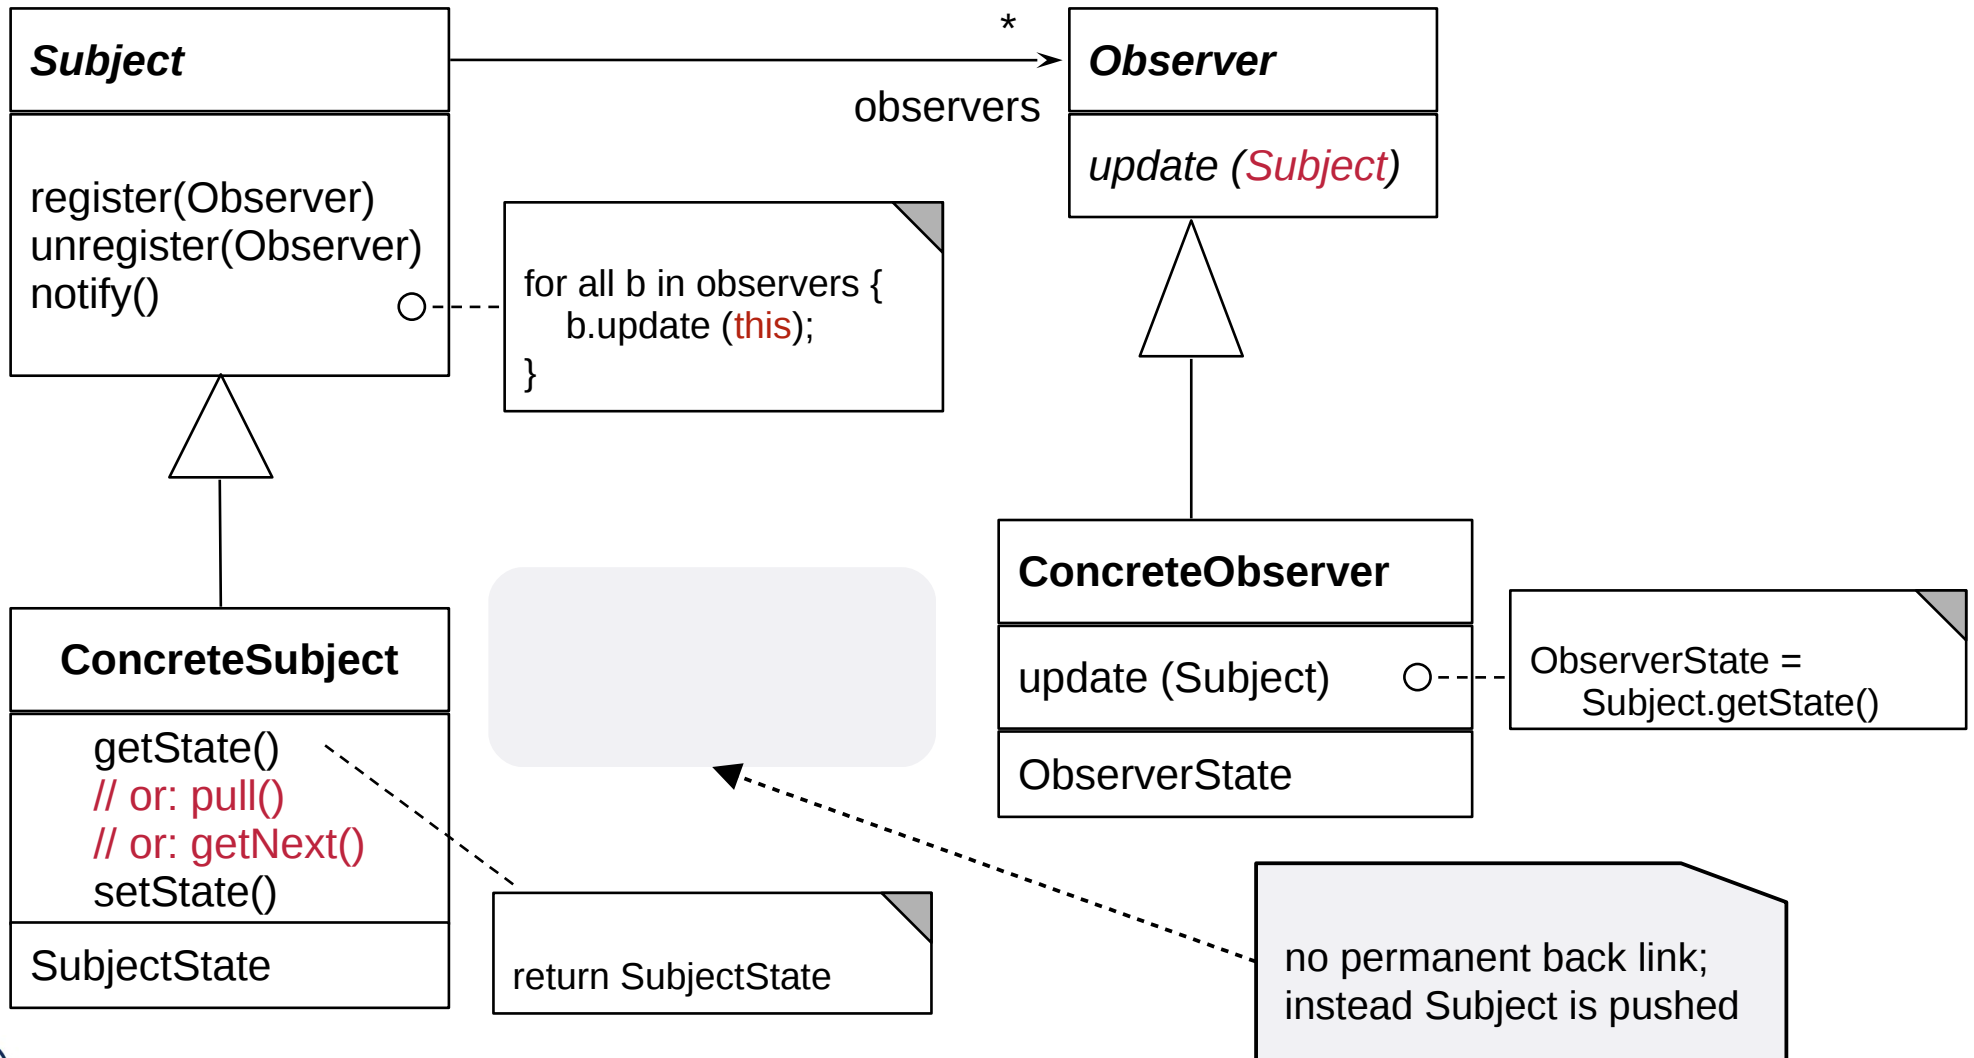 Subject
*
observers
Observer
update (Subject)
register(Observer)
unregister(Observer)
notify()
for all b in observers {
b.update (this);
}
ConcreteSubject
getState()
// or: pull()
// or: getNext()
setState()
SubjectState
return SubjectState
ConcreteObserver
update (Subject)
ObserverState
ObserverState =
Subject.getState()
no permanent back link;
instead Subject is pushed